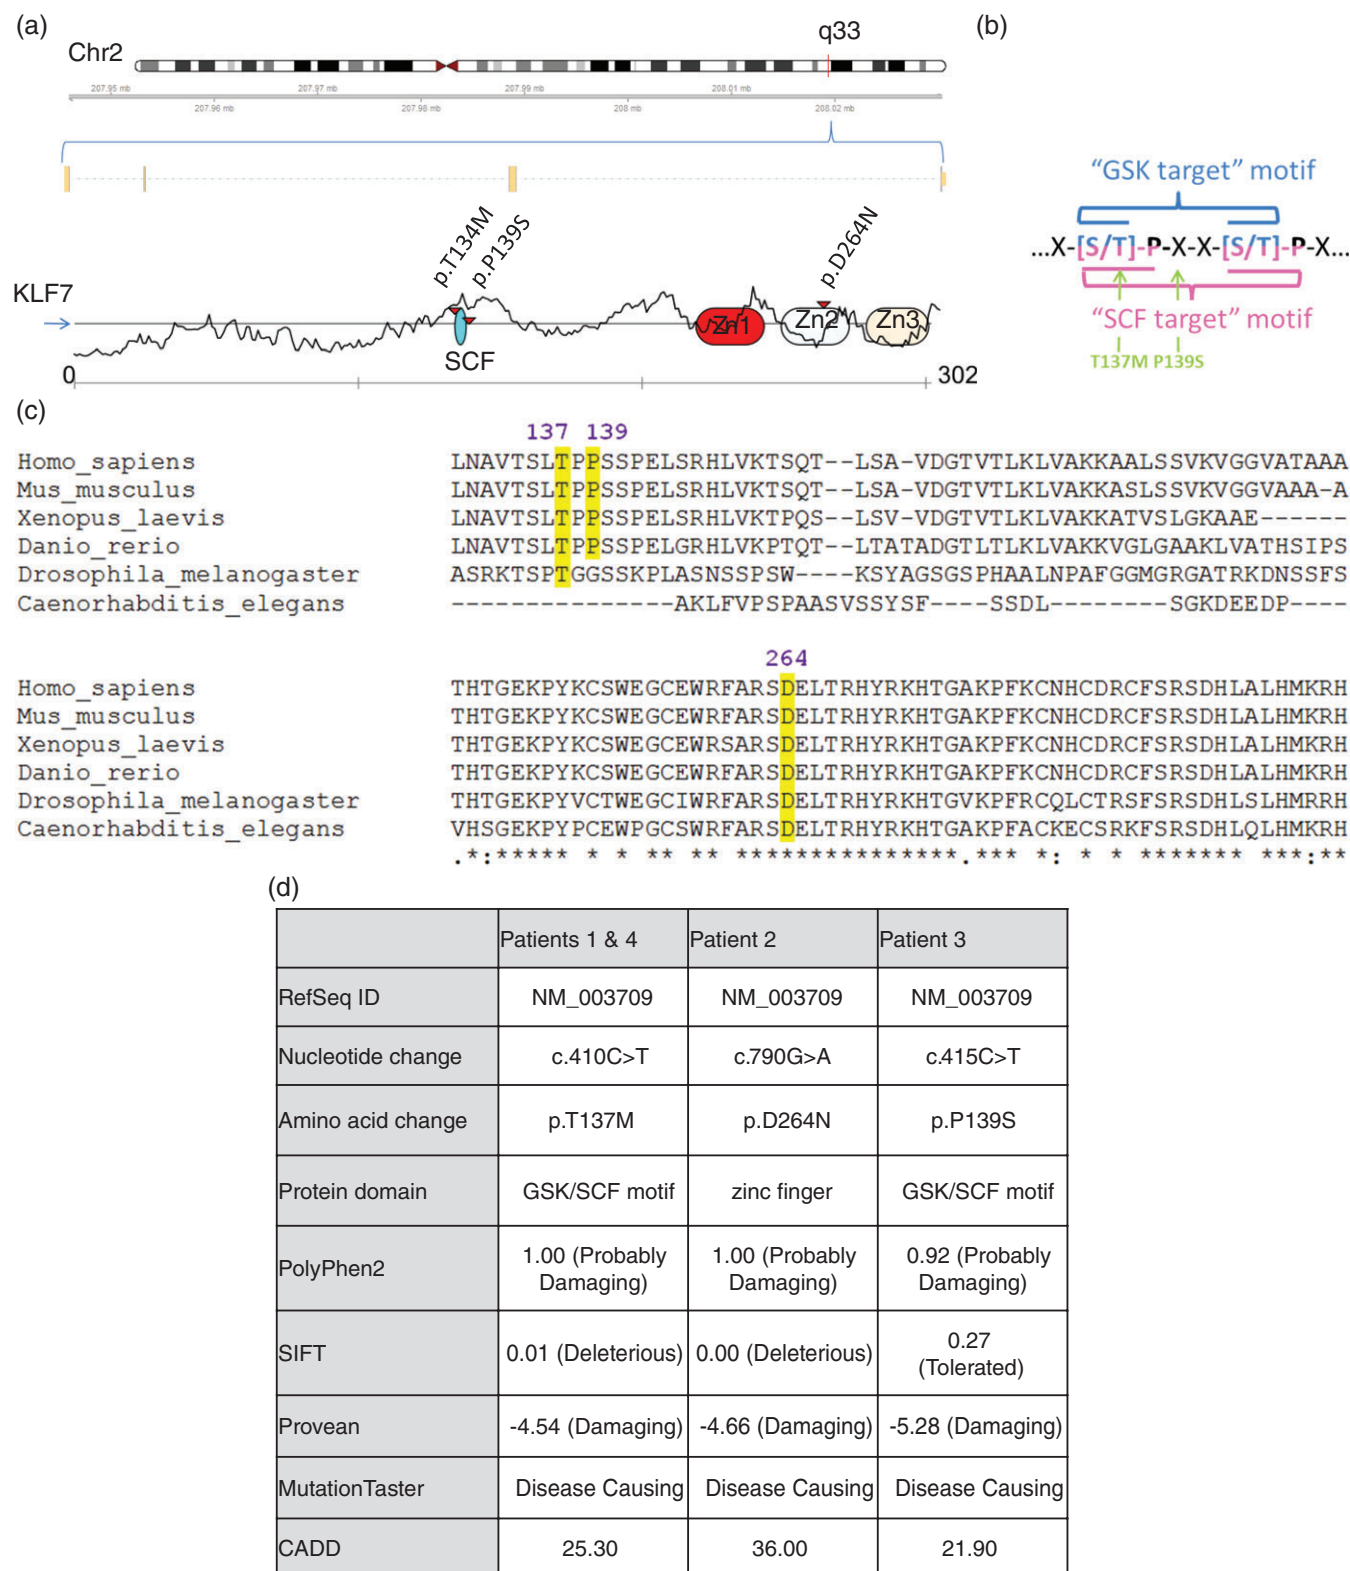 (a)
Chr2
q33
207.95 mb 207.97 mb 207.99 mb 208.01 mb
207.96 mb 207.98 mb 208 mb 208.02 mb
p.T134M
p.P139S
p.D264N
KLF7
Zn1 Zn2 Zn3
SCF
0 302
(b)
“GSK target” motif
...X-[S/T]-P-X-X-[S/T]-P-X...
“SCF target” motif
T137M P139S
(c)
137 139
Homo_sapiens LNAVTSLTPPSSPELSRHLVKTSQT--LSA-VDGTVTLKLVAKKAALSSVKVGGVATAAA
Mus_musculus LNAVTSLTPPSSPELSRHLVKTSQT--LSA-VDGTVTLKLVAKKASLSSVKVGGVAAA-A
Xenopus_laevis LNAVTSLTPPSSPELSRHLVKTPQS--LSV-VDGTVTLKLVAKKATVSLGKAAE------
Danio_rerio LNAVTSLTPPSSPELGRHLVKPTQT--LTATADGTLTLKLVAKKVGLGAAKLVATHSIPS
Drosophila_melanogaster ASRKTSPTGGSSKPLASNSSPSW----KSYAGSGSPHAALNPAFGGMGRGATRKDNSSFS
Caenorhabditis_elegans ---------------AKLFVPSPAASVSSYSF----SSDL--------SGKDEEDP----
264
Homo_sapiens THTGEKPYKCSWEGCEWRFARSDELTRHYRKHTGAKPFKCNHCDRCFSRSDHLALHMKRH
Mus_musculus THTGEKPYKCSWEGCEWRFARSDELTRHYRKHTGAKPFKCNHCDRCFSRSDHLALHMKRH
Xenopus_laevis THTGEKPYKCSWEGCEWRSARSDELTRHYRKHTGAKPFKCNHCDRCFSRSDHLALHMKRH
Danio_rerio THTGEKPYKCSWEGCEWRFARSDELTRHYRKHTGAKPFKCNHCDRCFSRSDHLALHMKRH
Drosophila_melanogaster THTGEKPYVCTWEGCIWRFARSDELTRHYRKHTGVKPFRCQLCTRSFSRSDHLSLHMRRH
Caenorhabditis_elegans VHSGEKPYPCEWPGCSWRFARSDELTRHYRKHTGAKPFACKECSRKFSRSDHLQLHMKRH
.*:***** * * ** ** ***************.*** *: * * ******* ***:**
(d)
Patients 1 & 4 Patient 2 Patient 3
RefSeq ID NM_003709 NM_003709 NM_003709
Nucleotide change c.410C>T c.790G>A c.415C>T
Amino acid change p.T137M p.D264N p.P139S
Protein domain GSK/SCF motif zinc finger GSK/SCF motif
PolyPhen2 1.00 (Probably Damaging) 1.00 (Probably Damaging) 0.92 (Probably Damaging)
SIFT 0.01 (Deleterious) 0.00 (Deleterious) 0.27 (Tolerated)
Provean -4.54 (Damaging) -4.66 (Damaging) -5.28 (Damaging)
MutationTaster Disease Causing Disease Causing Disease Causing
CADD 25.30 36.00 21.90